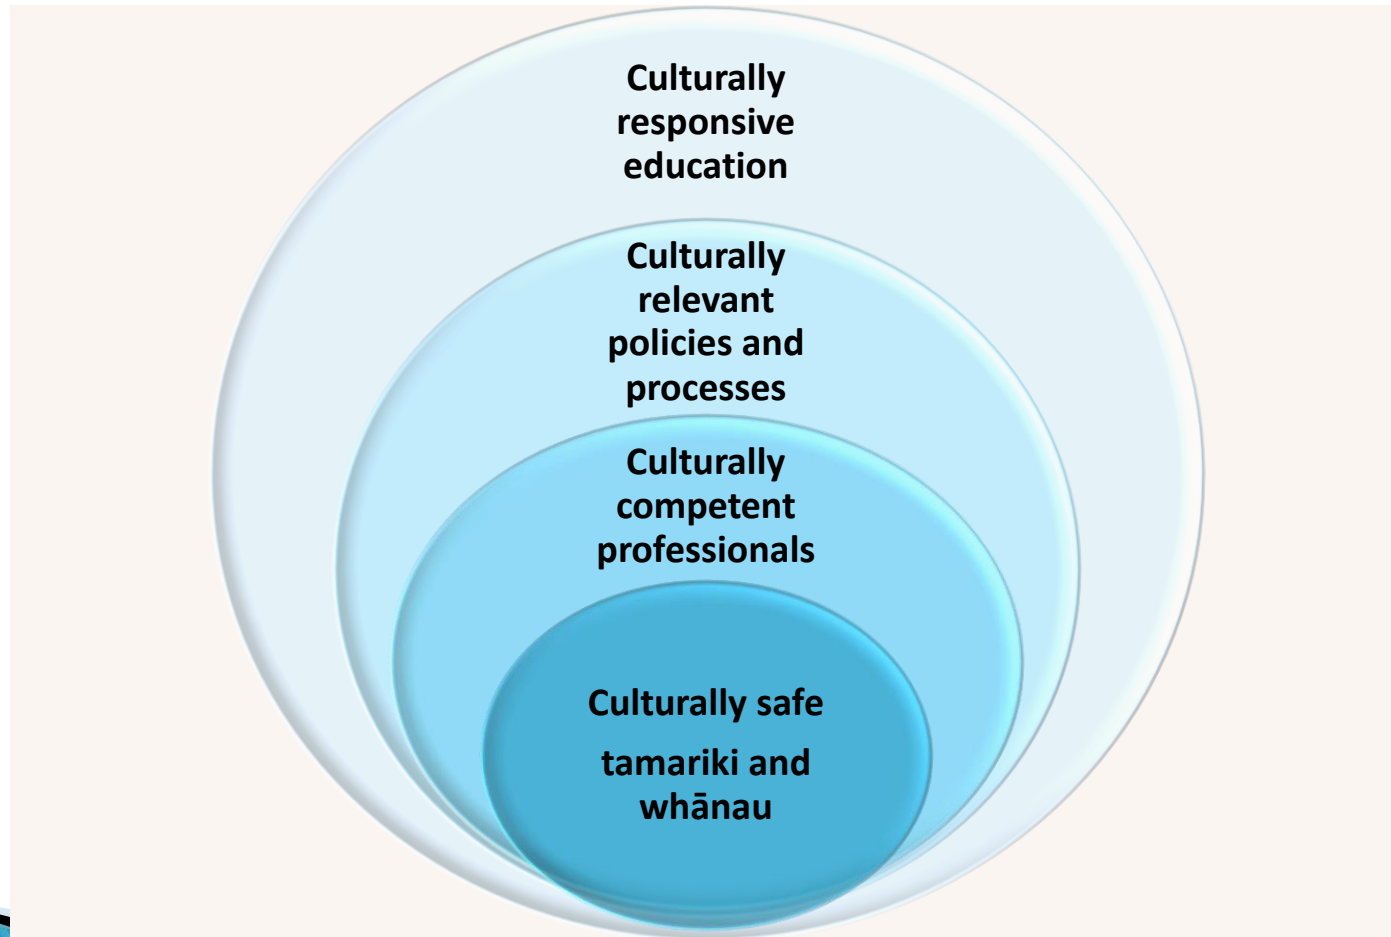 Culturally
responsive
education
Culturally
relevant
policies and
processes
Culturally
competent
professionals
Culturally safe
tamariki and
whānau